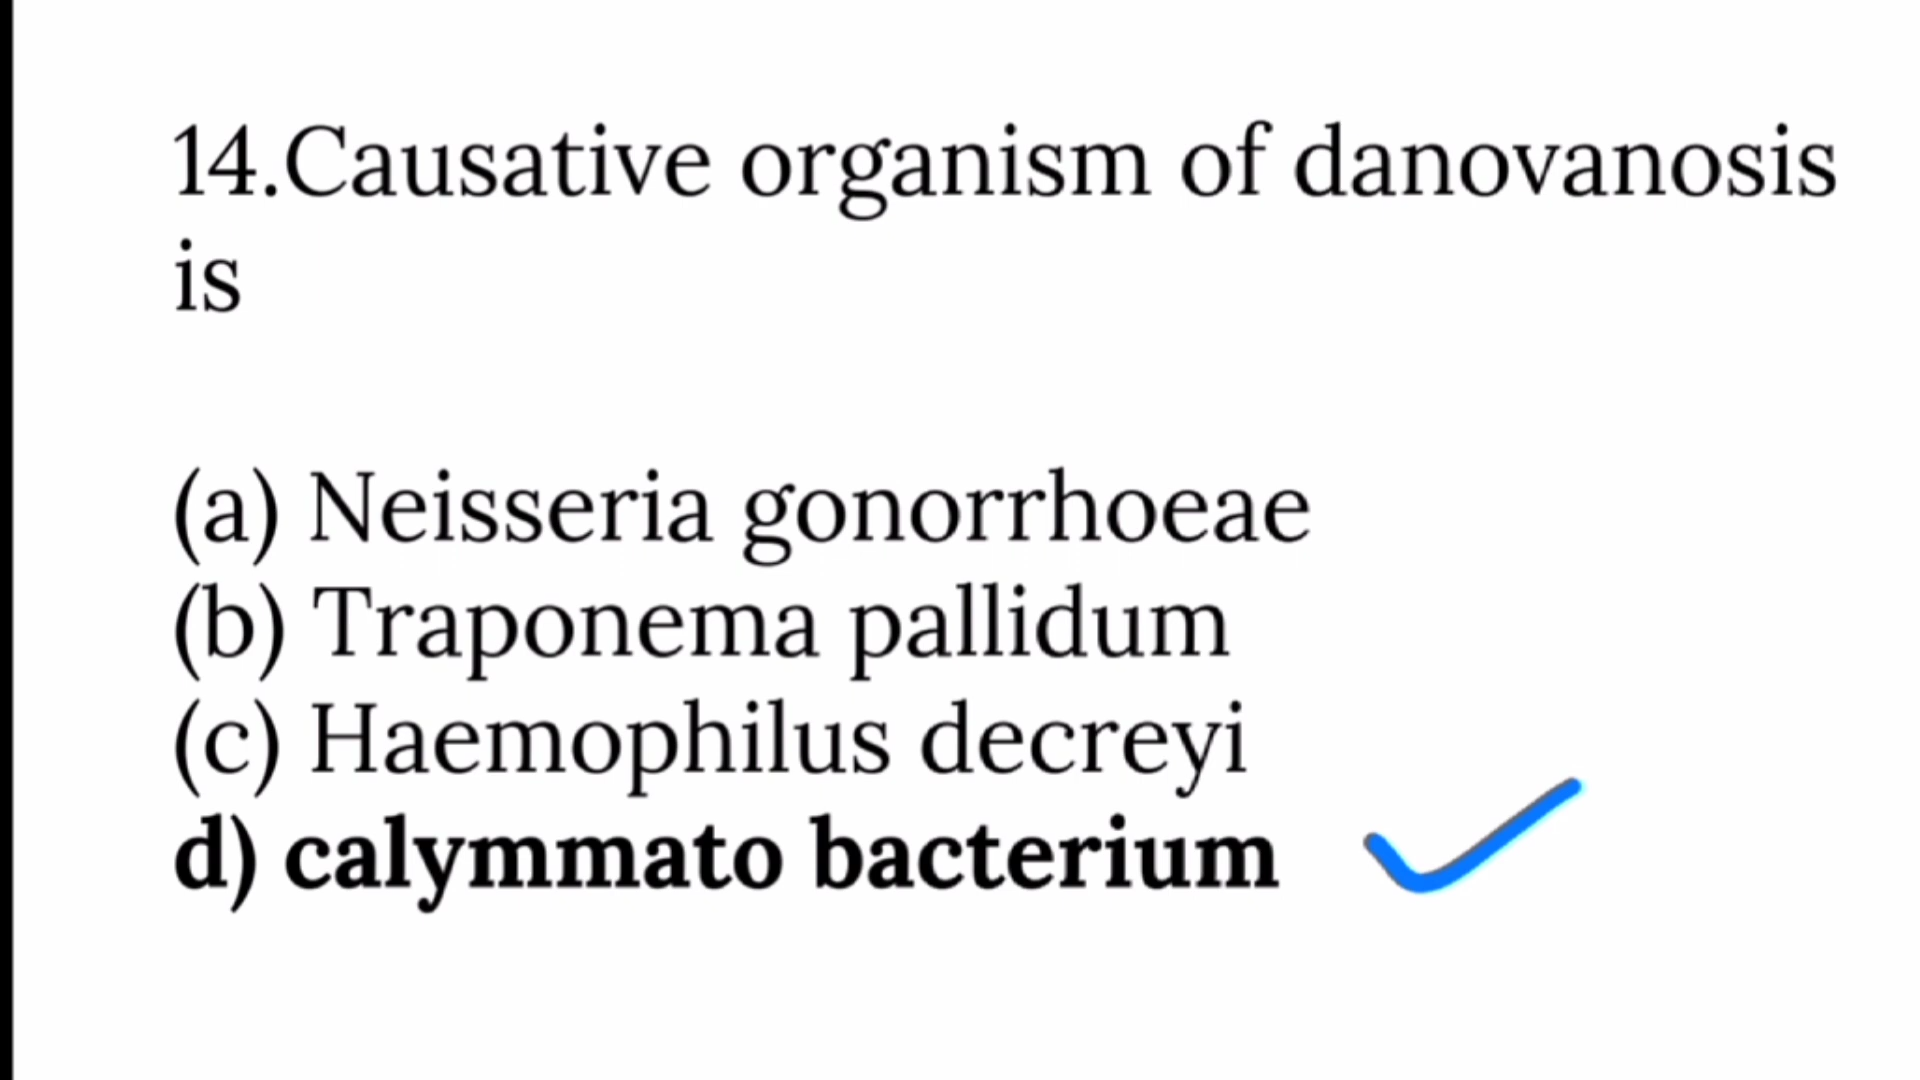 14.Causative organism of danovanosis
is
(a) Neisseria gonorrhoeae
(b) Traponema pallidum
(c) Haemophilus decreyi
d) calymmato bacterium